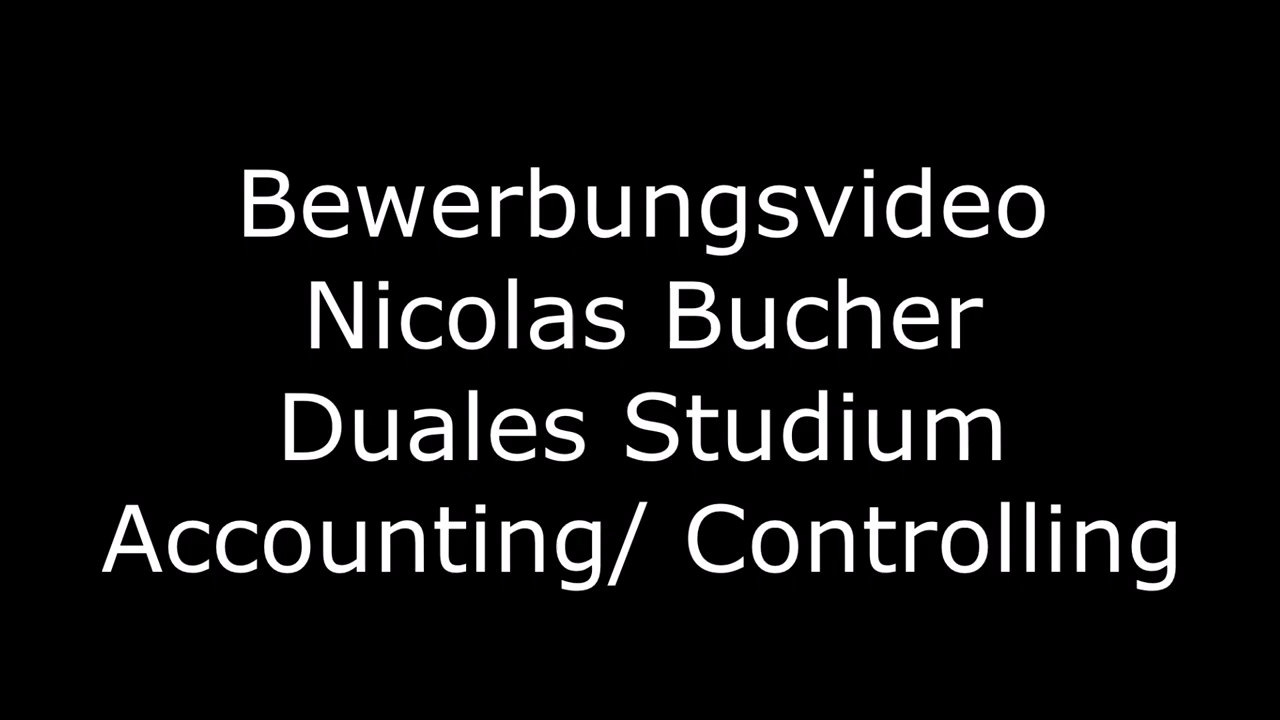 Bewerbungsvideo
Nicolas Bucher
Duales Studium
Accounting/ Controlling